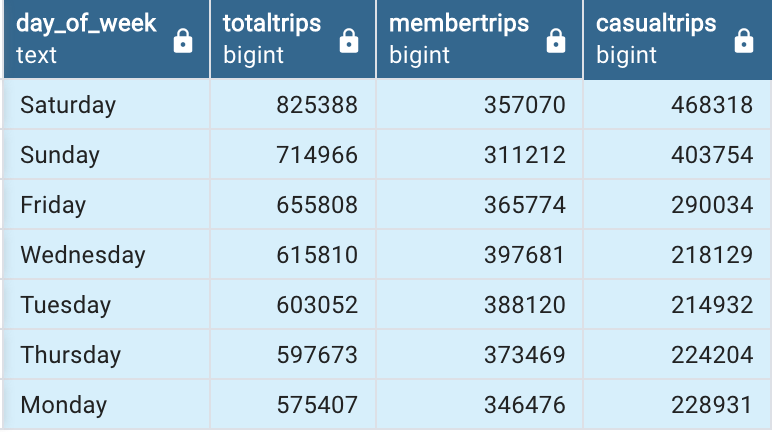 day_of_week totaltrips membertrips casualtrips
text bigint bigint bigint
Saturday 825388 357070 468318
Sunday 714966 311212 403754
Friday 655808 365774 290034
Wednesday 615810 397681 218129
Tuesday 603052 388120 214932
Thursday 597673 373469 224204
Monday 575407 346476 228931